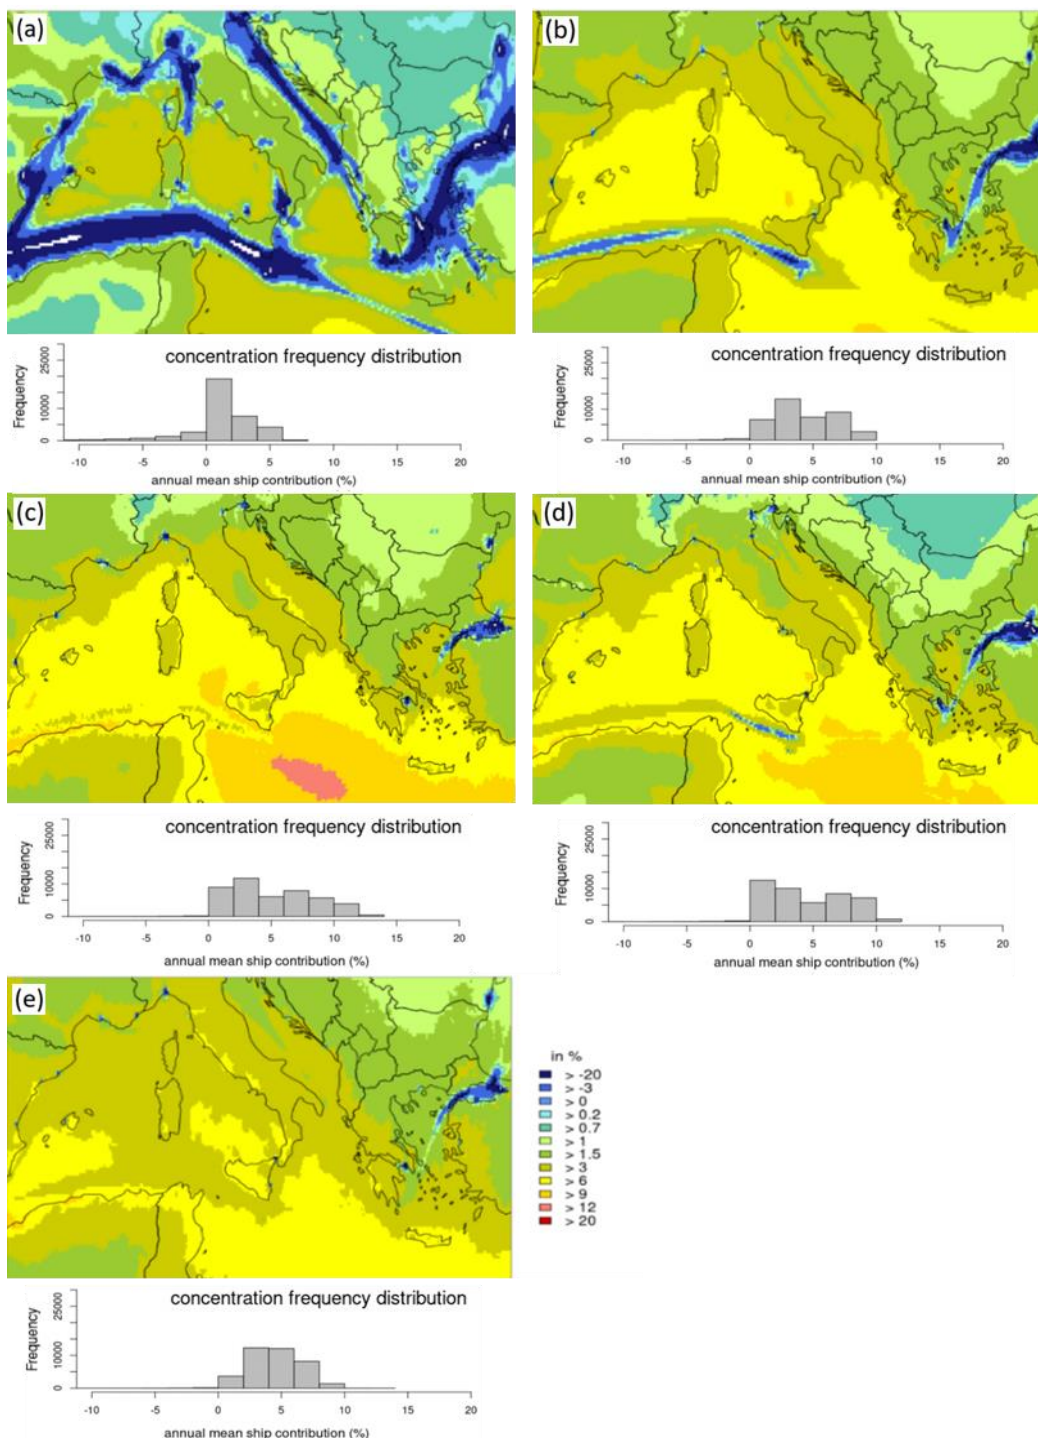 (a)
(b)
concentration frequency distribution
Frequency
0 10000 25000
-10 -5 0 5 10 15 20
annual mean ship contribution (%)
concentration frequency distribution
Frequency
0 10000 25000
-10 -5 0 5 10 15 20
annual mean ship contribution (%)
(c)
(d)
concentration frequency distribution
Frequency
0 10000 25000
-10 -5 0 5 10 15 20
annual mean ship contribution (%)
concentration frequency distribution
Frequency
0 10000 25000
-10 -5 0 5 10 15 20
annual mean ship contribution (%)
(e)
in %
> -20
> -3
> 0
> 0.2
> 0.7
> 1
> 1.5
> 3
> 6
> 9
> 12
> 20
concentration frequency distribution
Frequency
0 10000 25000
-10 -5 0 5 10 15 20
annual mean ship contribution (%)